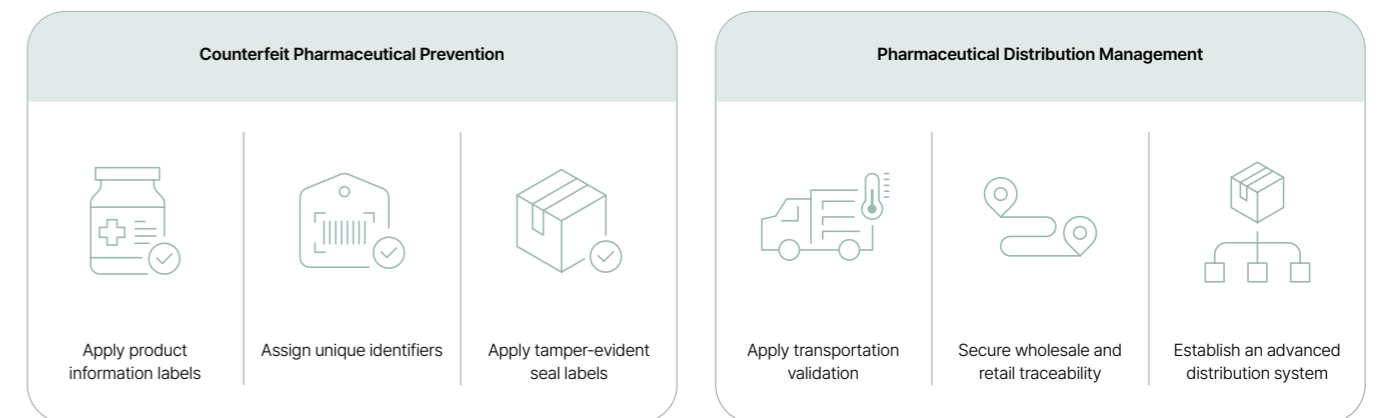 Counterfeit Pharmaceutical Prevention
Apply product
information labels
Assign unique identifiers
Apply tamper-evident
seal labels
Pharmaceutical Distribution Management
Apply transportation
validation
Secure wholesale and
retail traceability
Establish an advanced
distribution system